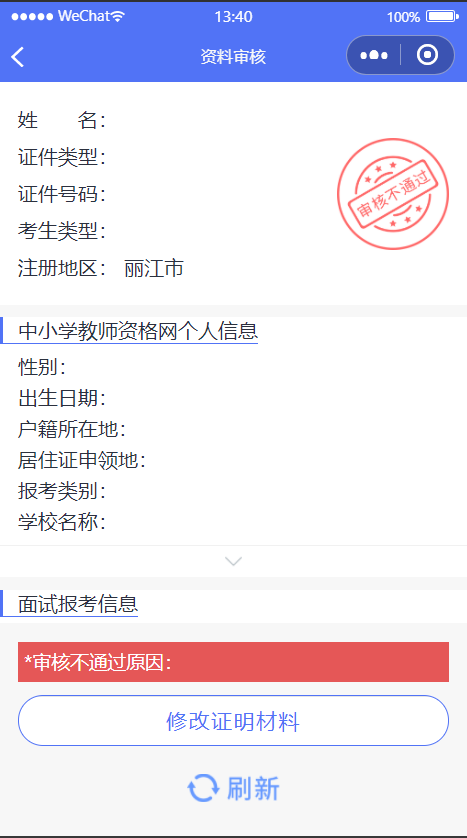 WeChat 13:40 100%
资料审核
姓 名：
证件类型：
证件号码：
考生类型：
注册地区： 丽江市
审核不通过
中小学教师资格网个人信息
性别：
出生日期：
户籍所在地：
居住证申领地：
报考类别：
学校名称：
面试报考信息
*审核不通过原因：
修改证明材料
刷新